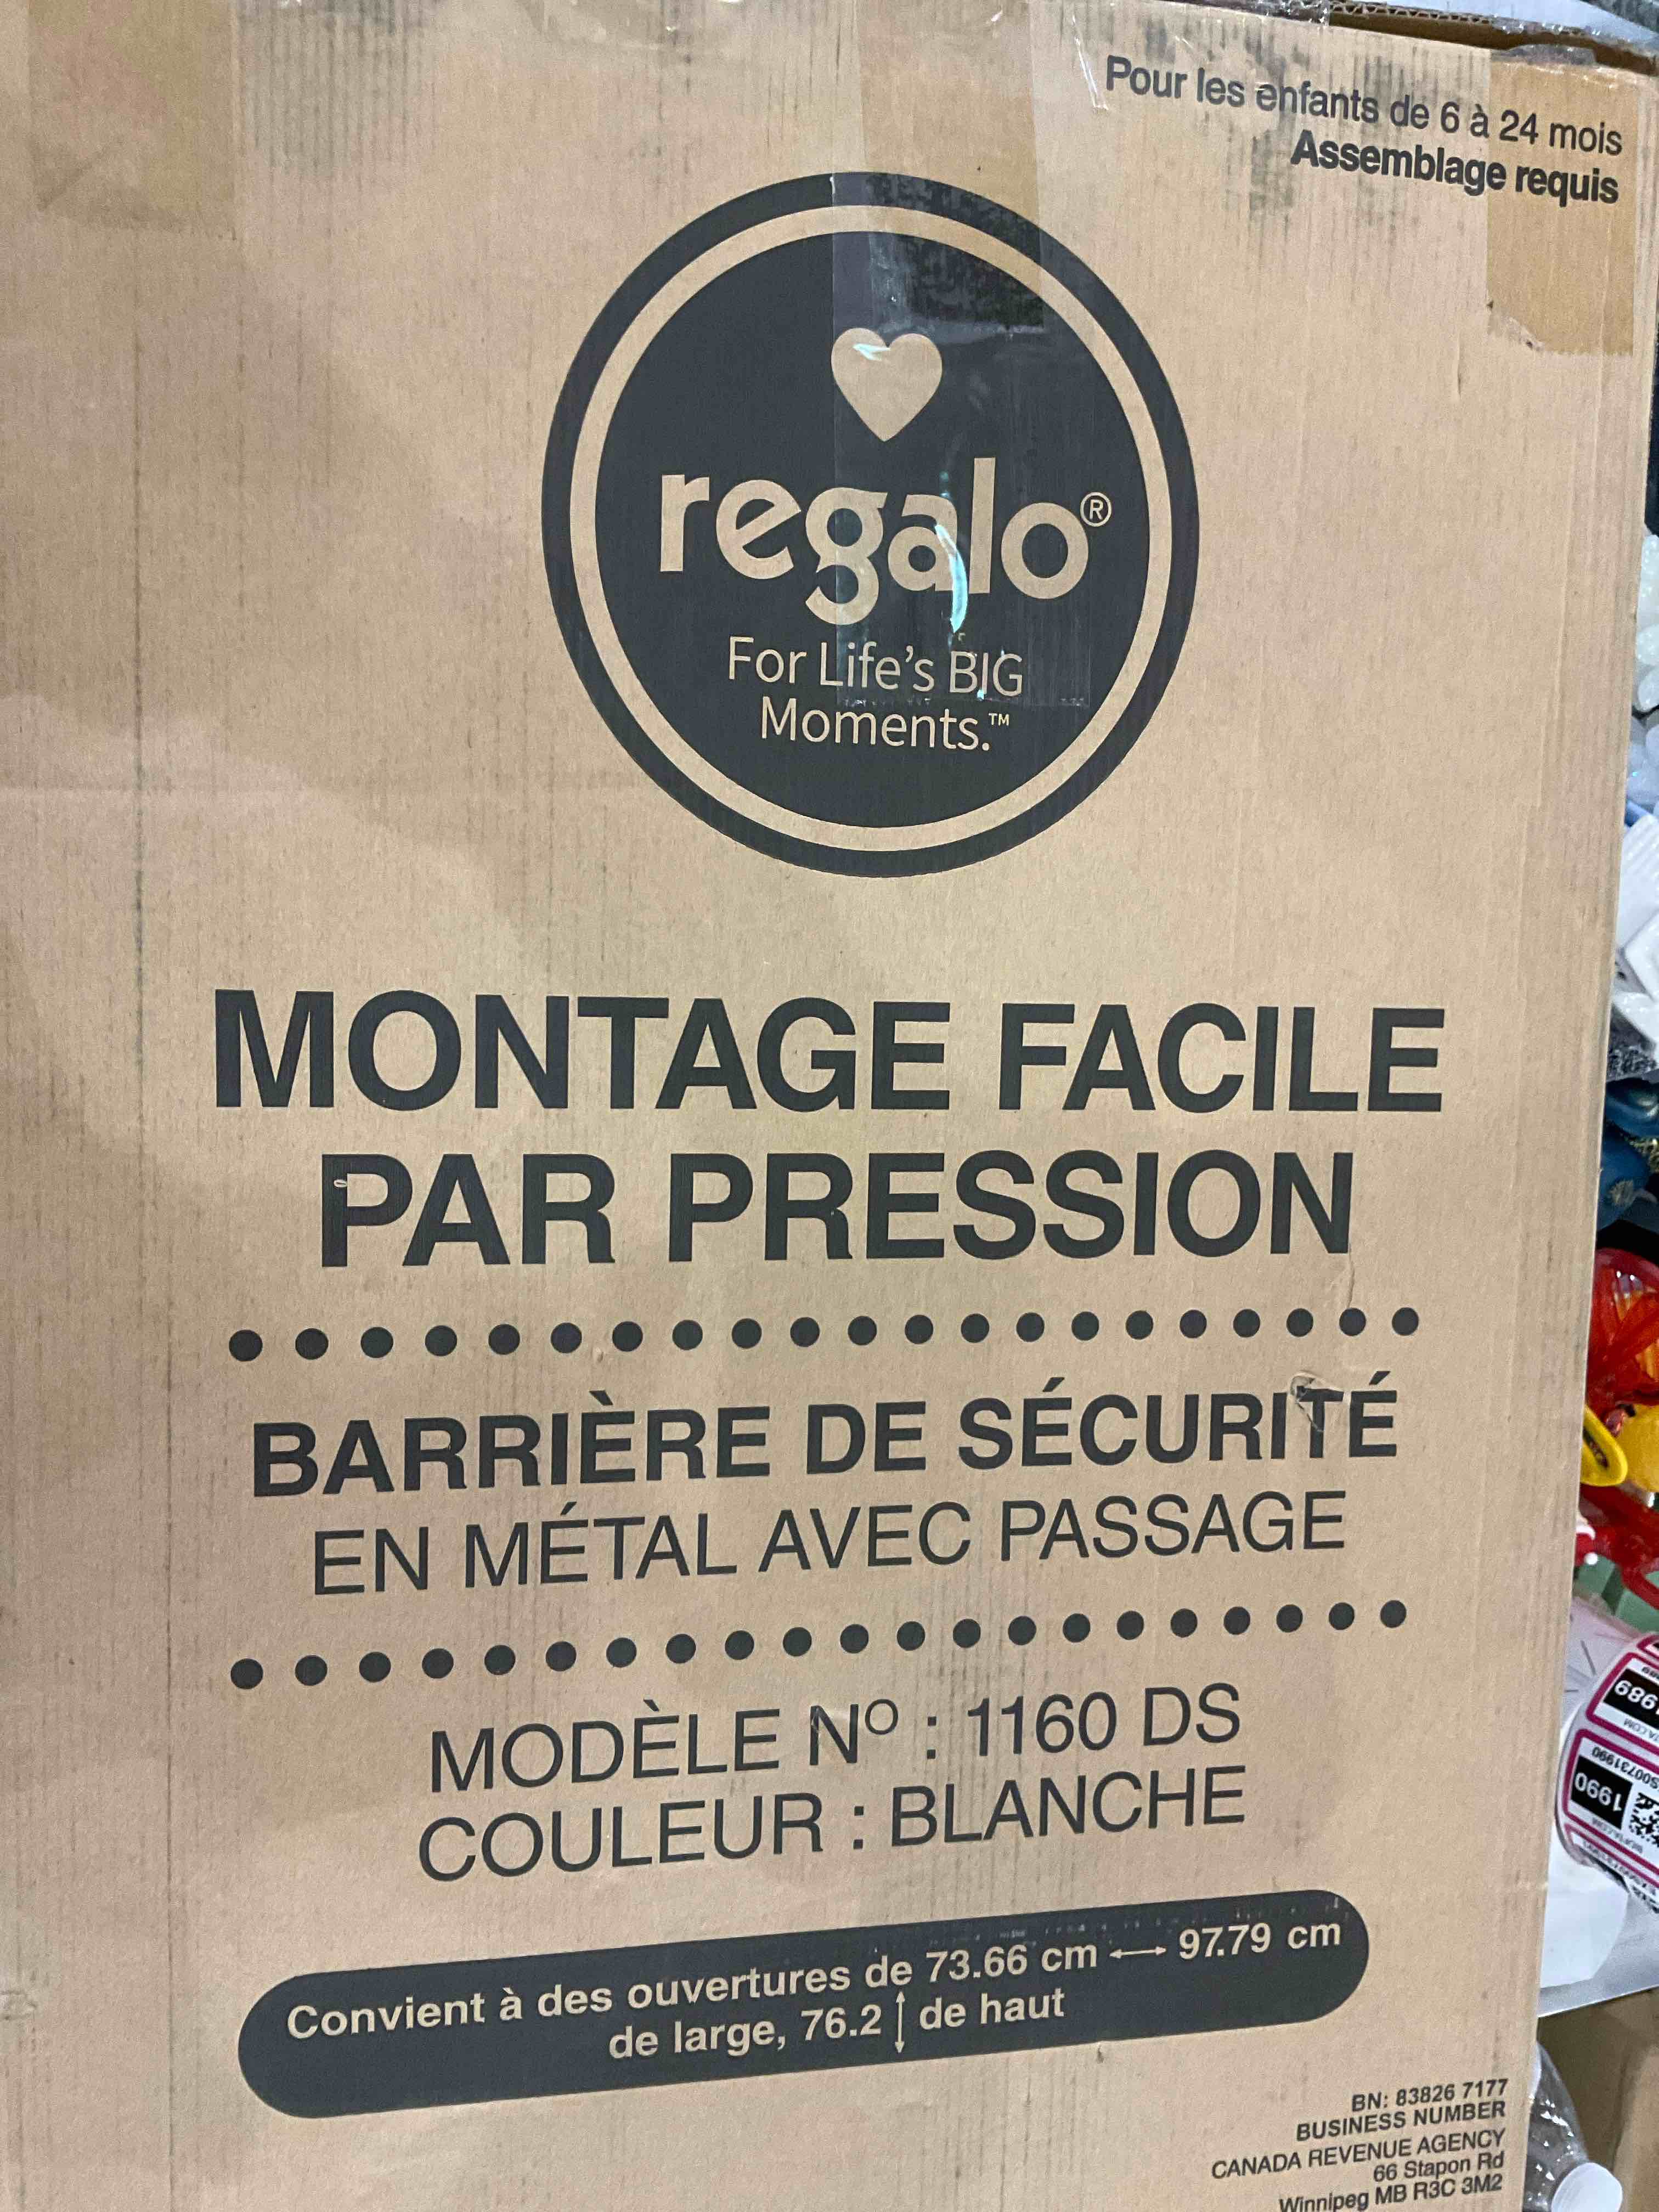 Pour les enfants de 6 à 24 mois
Assemblage requis
regalo®
For Life's BIG
Moments.™
MONTAGE FACILE
PAR PRESSION
BARRIÈRE DE SÉCURITÉ
EN MÉTAL AVEC PASSAGE
MODÈLE Nº : 1160 DS
COULEUR : BLANCHE
Convient à des ouvertures de 73.66 cm ⟷ 97.79 cm
de large, 76.2 ↕ de haut
BN: 83826 7177
BUSINESS NUMBER
CANADA REVENUE AGENCY
66 Stapon Rd
Winnipeg MB R3C 3M2
1990